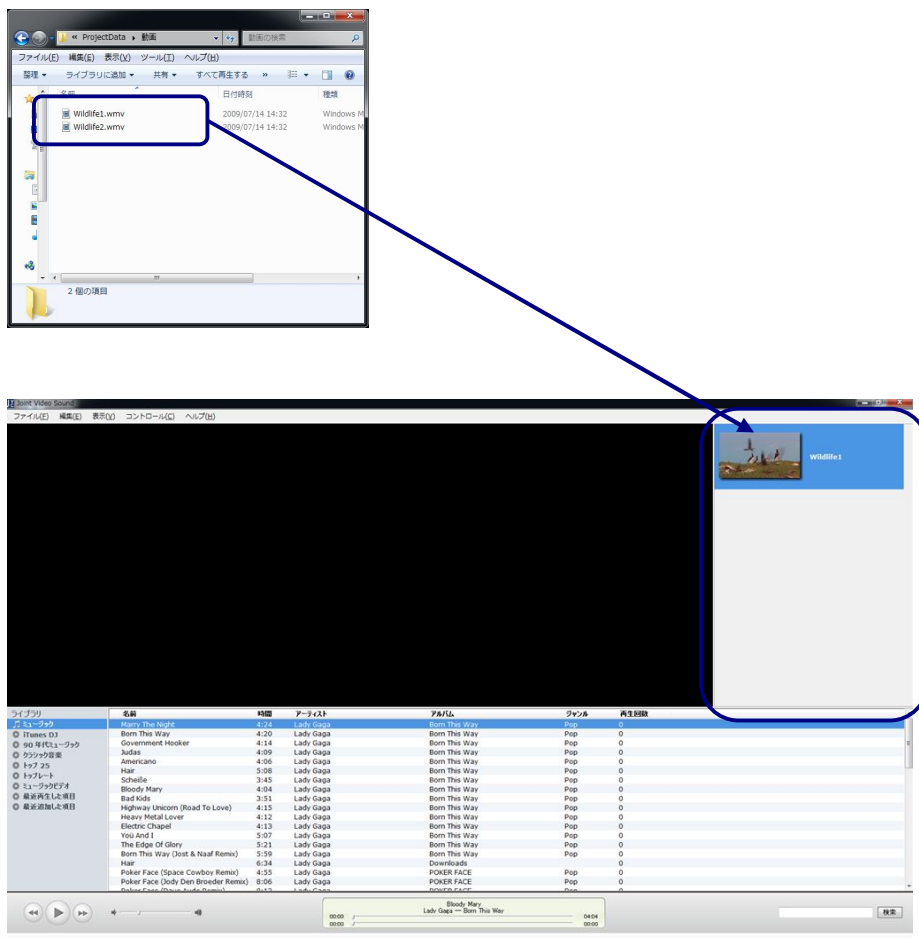 « ProjectData ▸ 動画
動画の検索
ファイル(F) 編集(E) 表示(V) ツール(T) ヘルプ(H)
整理 ライブラリに追加 共有 すべて再生する »
名前 日付時刻 種類
Wildlife1.wmv 2009/07/14 14:32 Windows M
Wildlife2.wmv 2009/07/14 14:32 Windows M
2 個の項目
Joint Video Sound
ファイル(F) 編集(E) 表示(V) コントロール(C) ヘルプ(H)
Wildlife1
ライブラリ
ミュージック
iTunes DJ
90 年代ミュージック
クラシック音楽
トップ 25
トップレート
ミュージックビデオ
最近再生した項目
最近追加した項目
名前 時間 アーティスト アルバム ジャンル 再生回数
Marry The Night 4:24 Lady Gaga Born This Way Pop 0
Born This Way 4:20 Lady Gaga Born This Way Pop 0
Government Hooker 4:14 Lady Gaga Born This Way Pop 0
Judas 4:09 Lady Gaga Born This Way Pop 0
Americano 4:06 Lady Gaga Born This Way Pop 0
Hair 5:08 Lady Gaga Born This Way Pop 0
Scheiße 3:45 Lady Gaga Born This Way Pop 0
Bloody Mary 4:04 Lady Gaga Born This Way Pop 0
Bad Kids 3:51 Lady Gaga Born This Way Pop 0
Highway Unicorn (Road To Love) 4:15 Lady Gaga Born This Way Pop 0
Heavy Metal Lover 4:12 Lady Gaga Born This Way Pop 0
Electric Chapel 4:13 Lady Gaga Born This Way Pop 0
Yoü And I 5:07 Lady Gaga Born This Way Pop 0
The Edge Of Glory 5:21 Lady Gaga Born This Way Pop 0
Born This Way (Jost & Naaf Remix) 5:59 Lady Gaga Born This Way Pop 0
Hair 6:34 Lady Gaga Downloads 0
Poker Face (Space Cowboy Remix) 4:55 Lady Gaga POKER FACE Pop 0
Poker Face (Jody Den Broeder Remix) 8:06 Lady Gaga POKER FACE Pop 0
Bloody Mary
Lady Gaga — Born This Way
00:00 04:04
00:00 00:00
検索